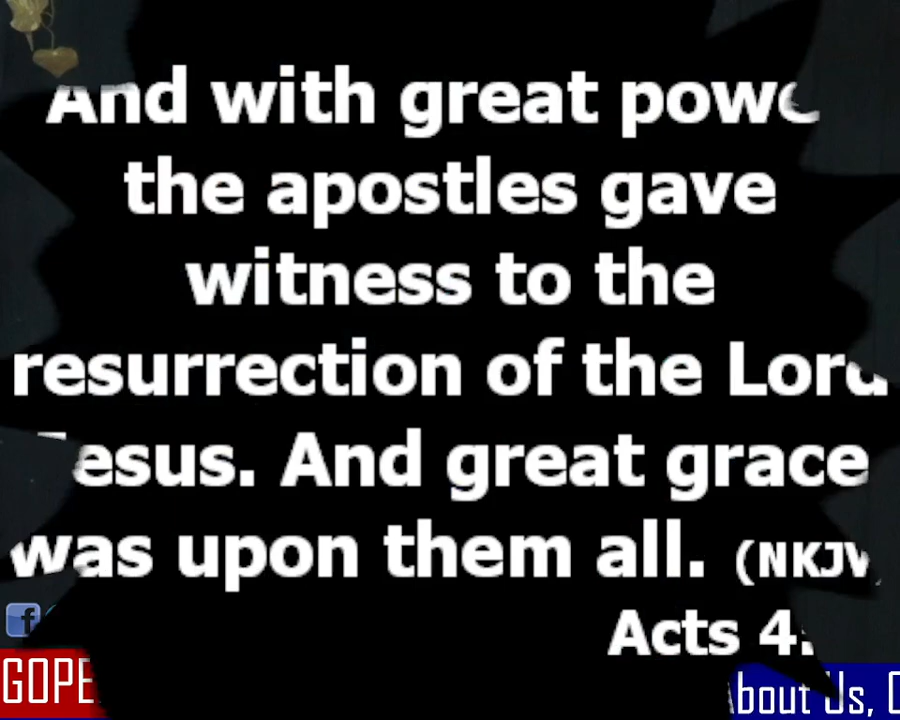 And with great powe
the apostles gave
witness to the
resurrection of the Lord
Jesus. And great grace
was upon them all. (NKJV
Acts 4:
f
GOPE
bout Us, C